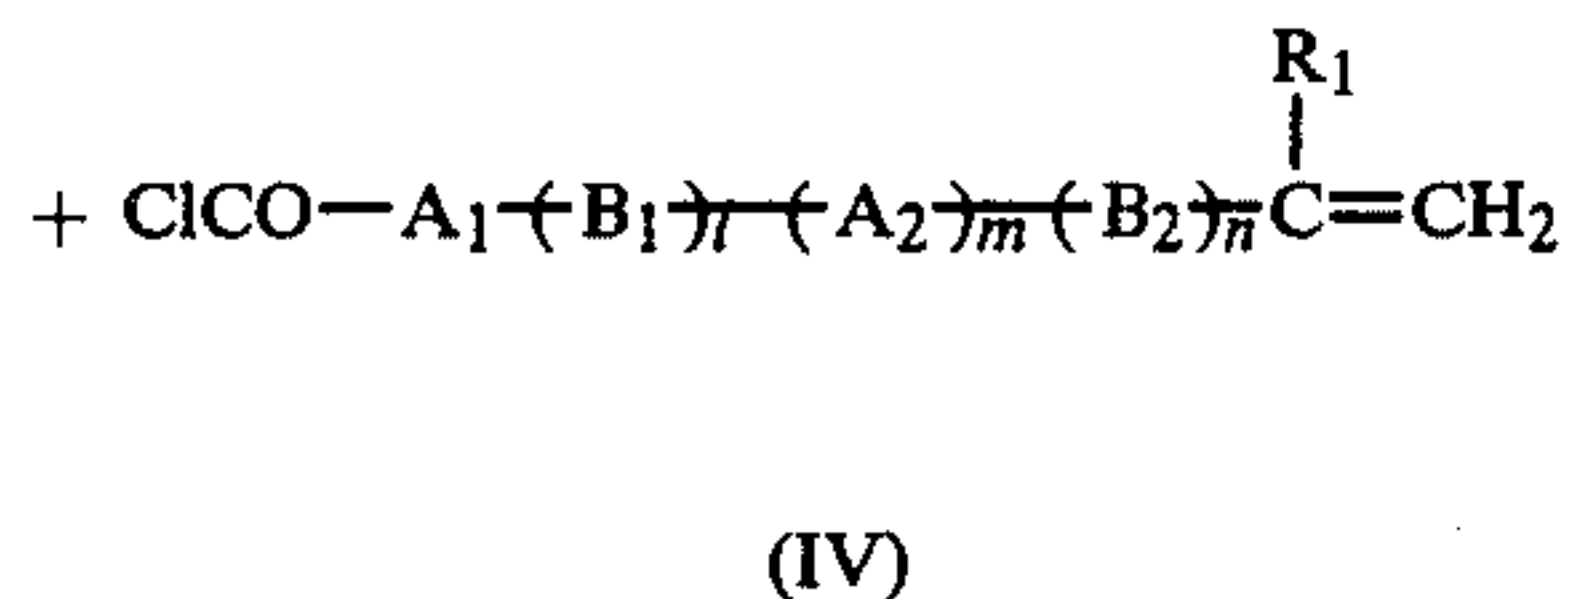 R1
+ ClCO—A1—(B1)l—(A2)m—(B2)n—C=CH2
(IV)